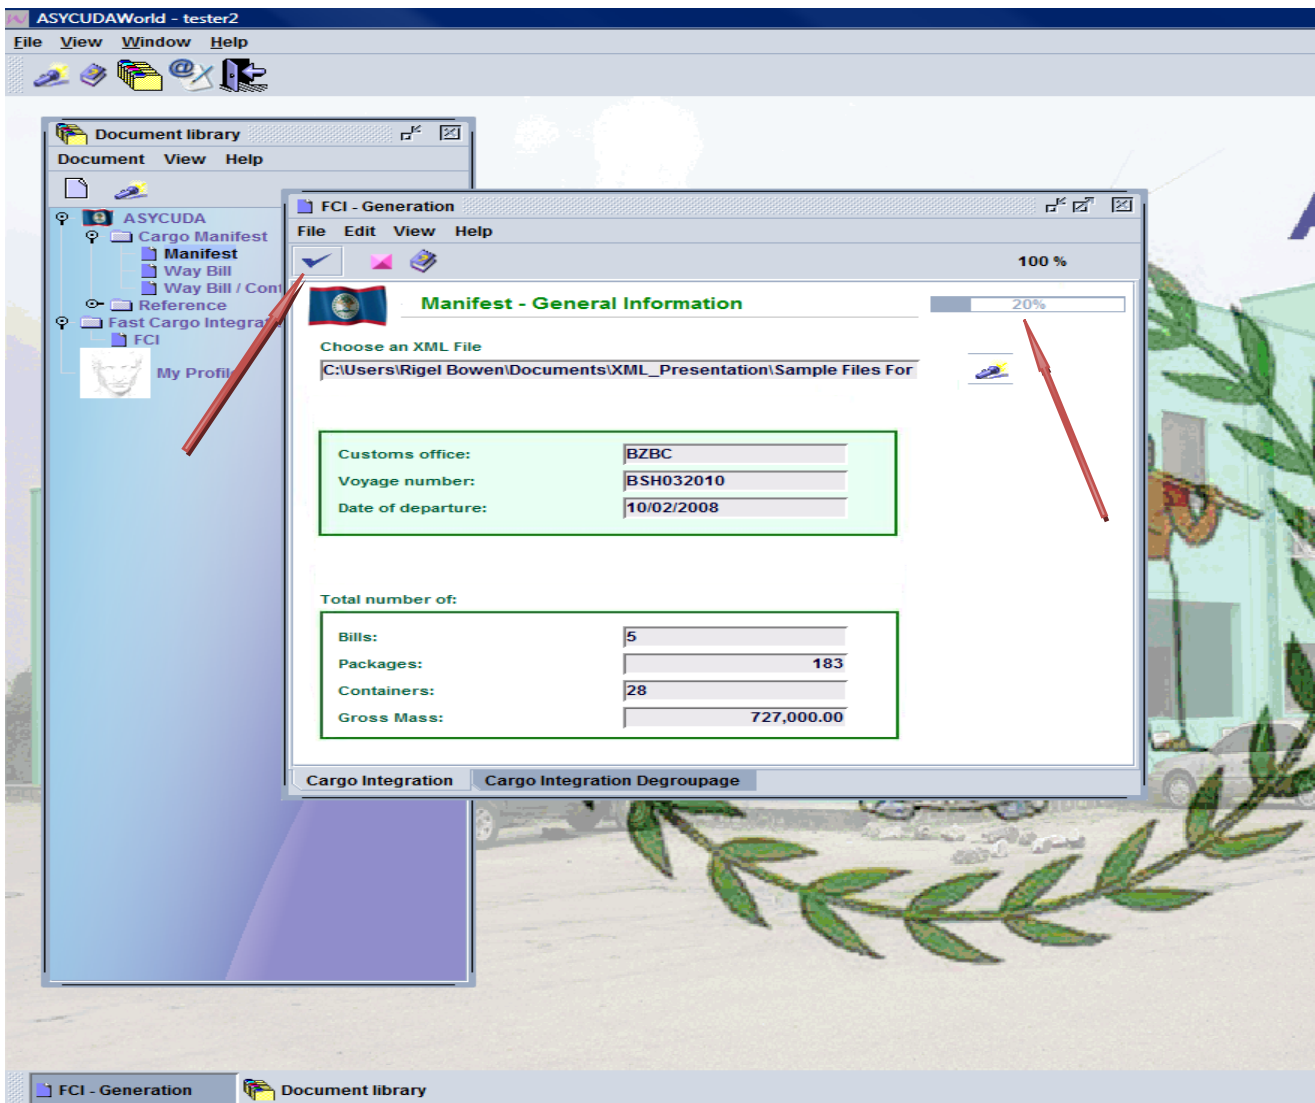 ASYCUDAWorld - tester2
File View Window Help
Document library
Document View Help
ASYCUDA
Cargo Manifest
Manifest
Way Bill
Way Bill / Cont
Reference
Fast Cargo Integrat
FCI
My Profile
FCI - Generation
File Edit View Help
100 %
Manifest - General Information
20%
Choose an XML File
C:\Users\Rigel Bowen\Documents\XML_Presentation\Sample Files For
Customs office: BZBC
Voyage number: BSH032010
Date of departure: 10/02/2008
Total number of:
Bills: 5
Packages: 183
Containers: 28
Gross Mass: 727,000.00
Cargo Integration Cargo Integration Degroupage
A
FCI - Generation Document library